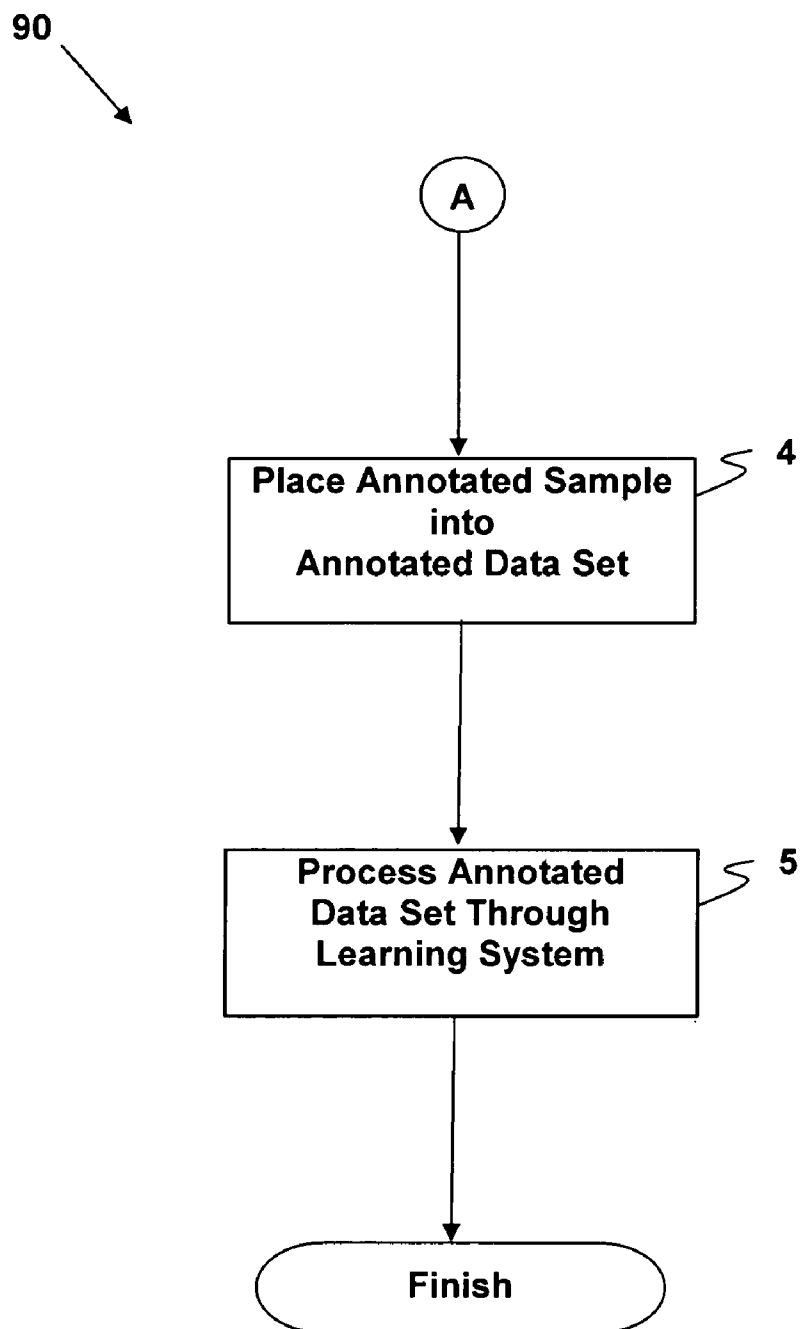 90
A
Place Annotated Sample
into
Annotated Data Set
4
Process Annotated
Data Set Through
Learning System
5
Finish